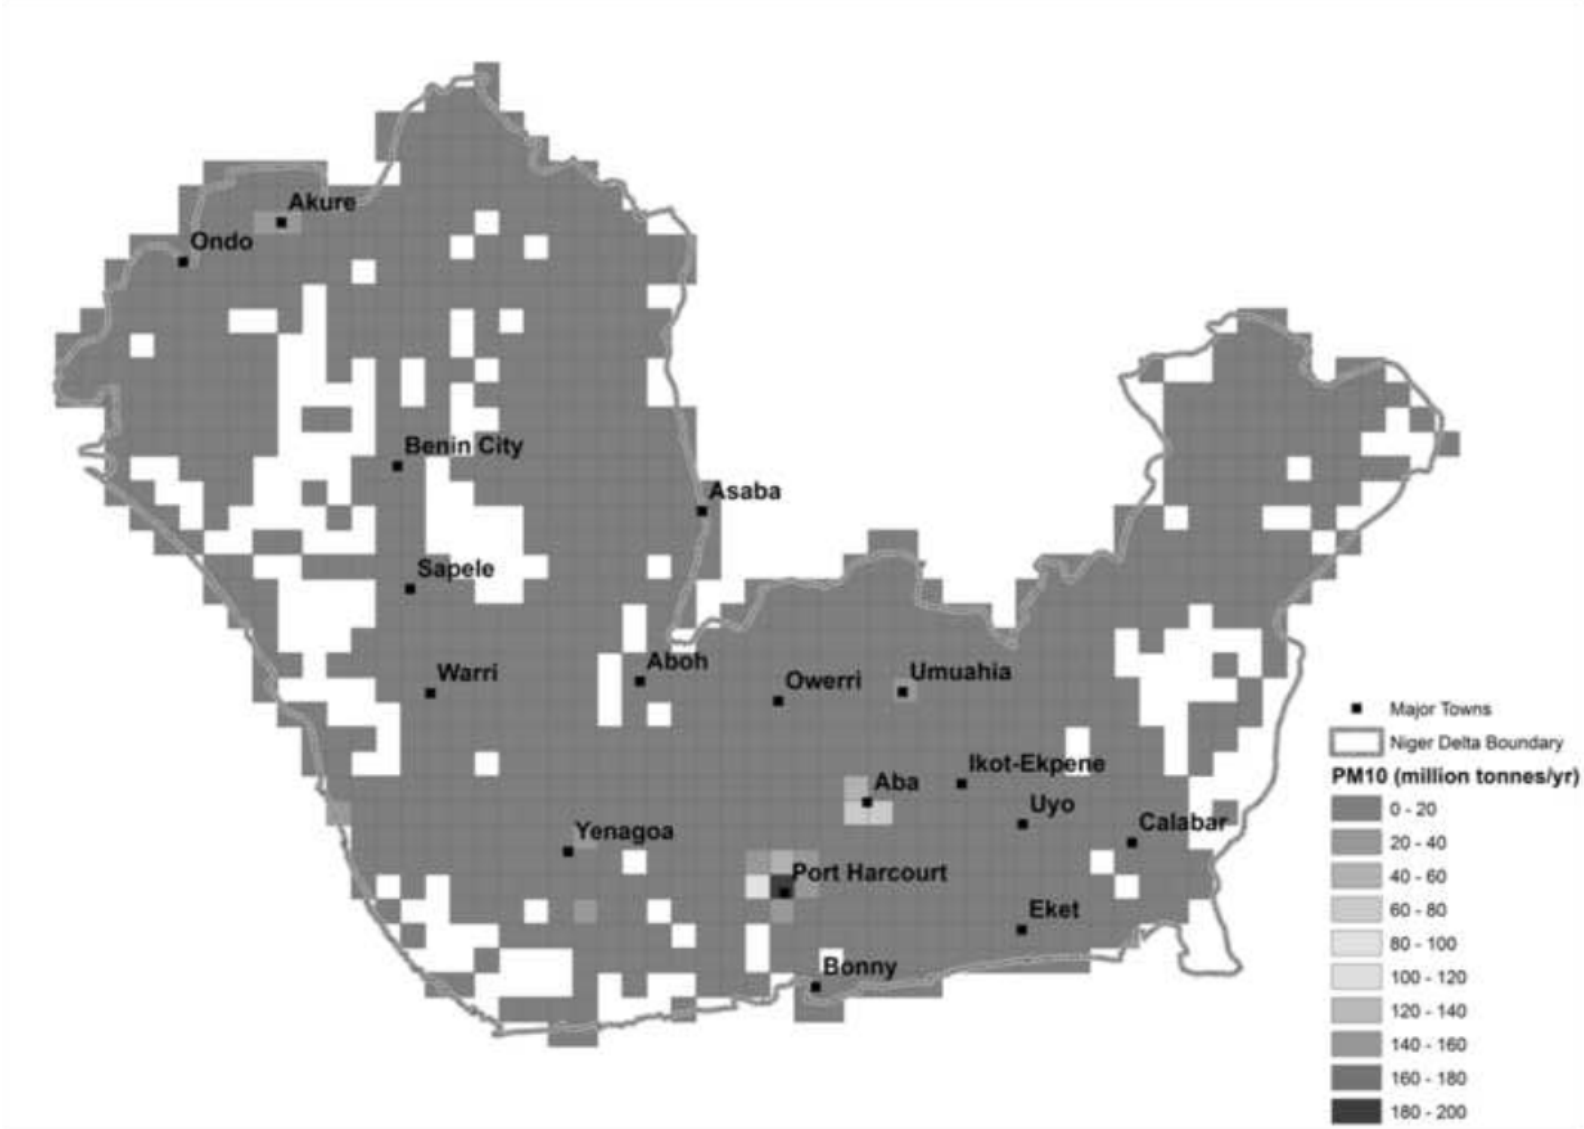 Akure
Ondo
Benin City
Asaba
Sapele
Aboh
Warri
Owerri
Umuahia
Ikot-Ekpene
Aba
Uyo
Calabar
Yenagoa
Port Harcourt
Eket
Bonny
Major Towns
Niger Delta Boundary
PM10 (million tonnes/yr)
0 - 20
20 - 40
40 - 60
60 - 80
80 - 100
100 - 120
120 - 140
140 - 160
160 - 180
180 - 200